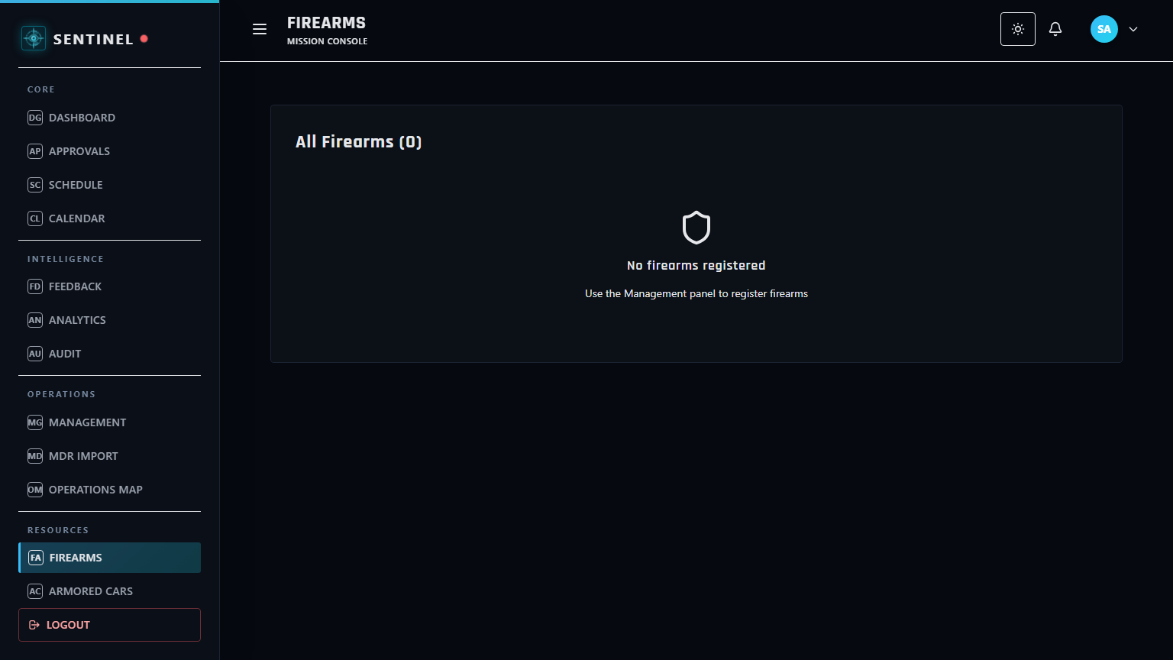 SENTINEL
CORE
DG DASHBOARD
AP APPROVALS
SC SCHEDULE
CL CALENDAR
INTELLIGENCE
FD FEEDBACK
AN ANALYTICS
AU AUDIT
OPERATIONS
MG MANAGEMENT
MD MDR IMPORT
OM OPERATIONS MAP
RESOURCES
FA FIREARMS
AC ARMORED CARS
LOGOUT
FIREARMS
MISSION CONSOLE
SA
All Firearms (0)
No firearms registered
Use the Management panel to register firearms